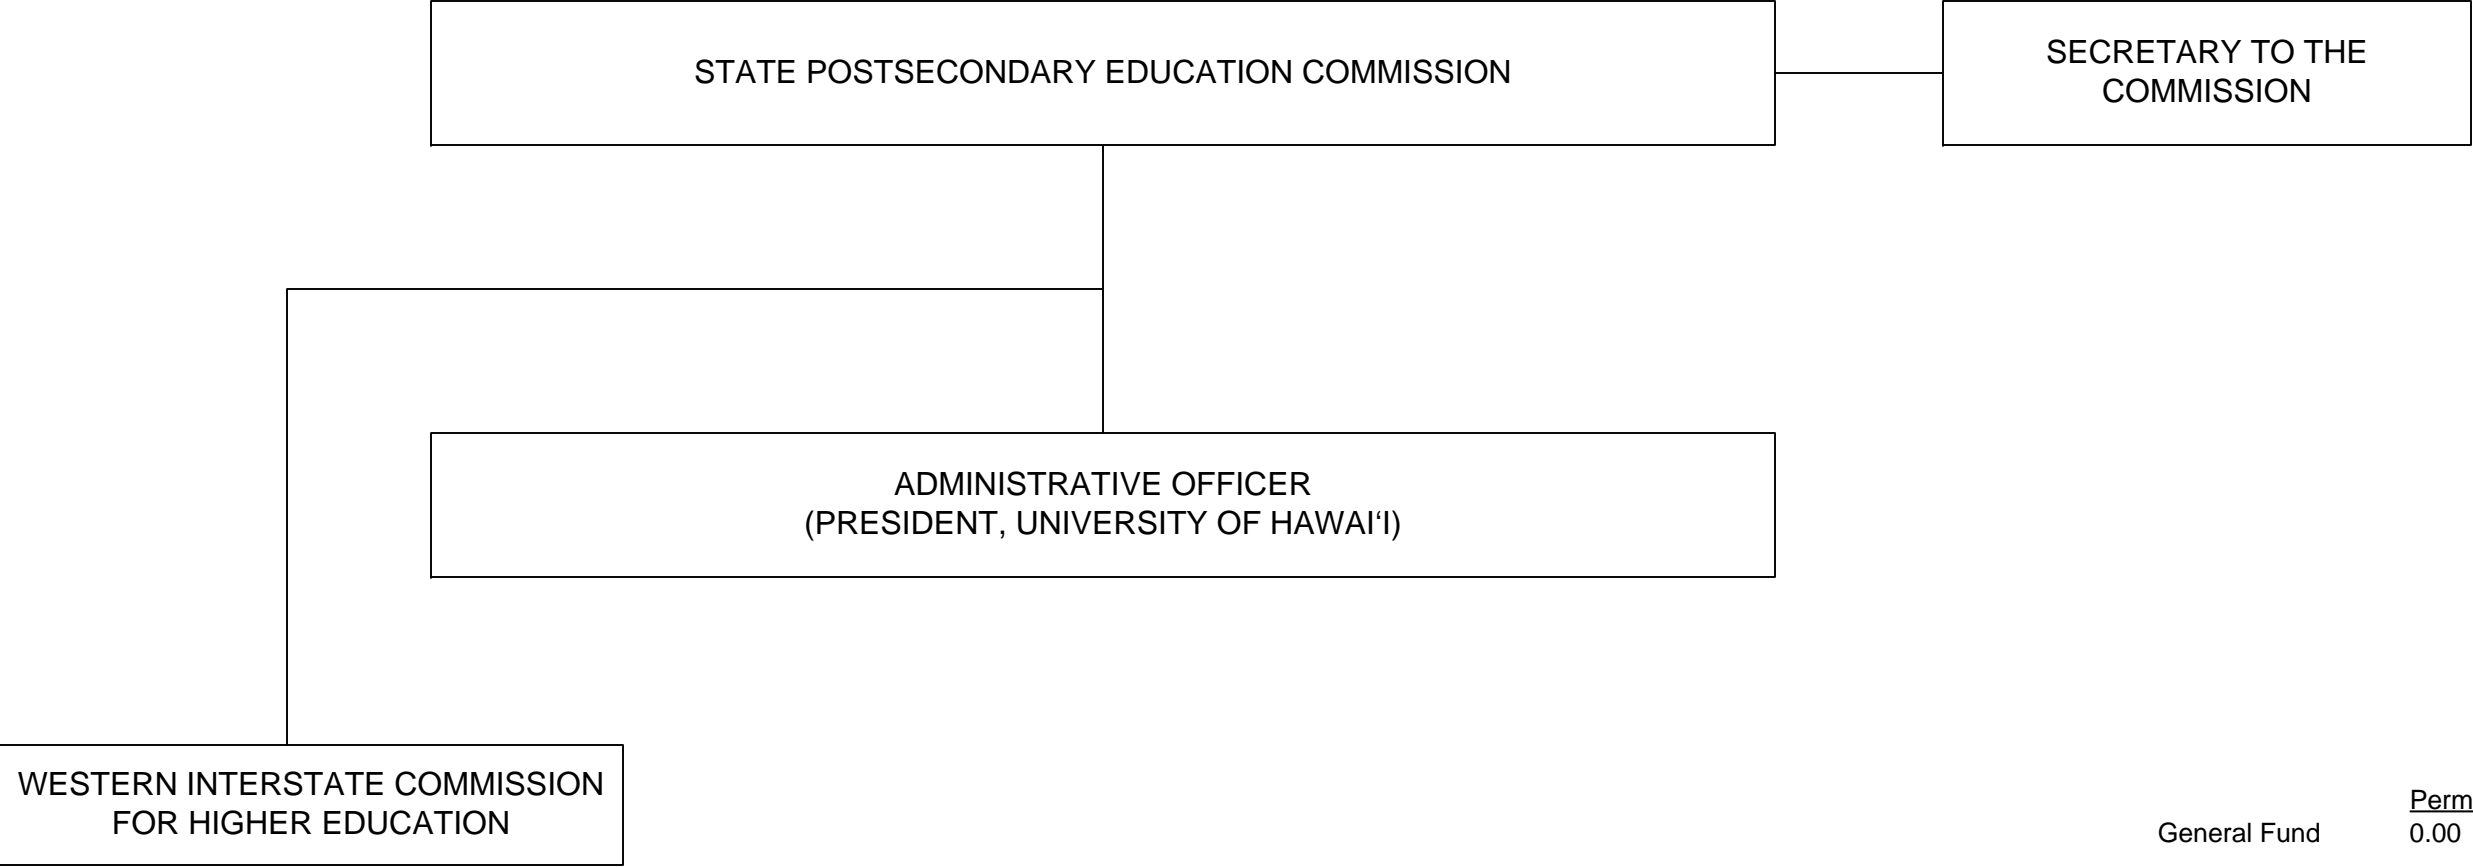 STATE POSTSECONDARY EDUCATION COMMISSION
SECRETARY TO THE
COMMISSION
ADMINISTRATIVE OFFICER
(PRESIDENT, UNIVERSITY OF HAWAI‘I)
WESTERN INTERSTATE COMMISSION
FOR HIGHER EDUCATION
Perm
General Fund 0.00